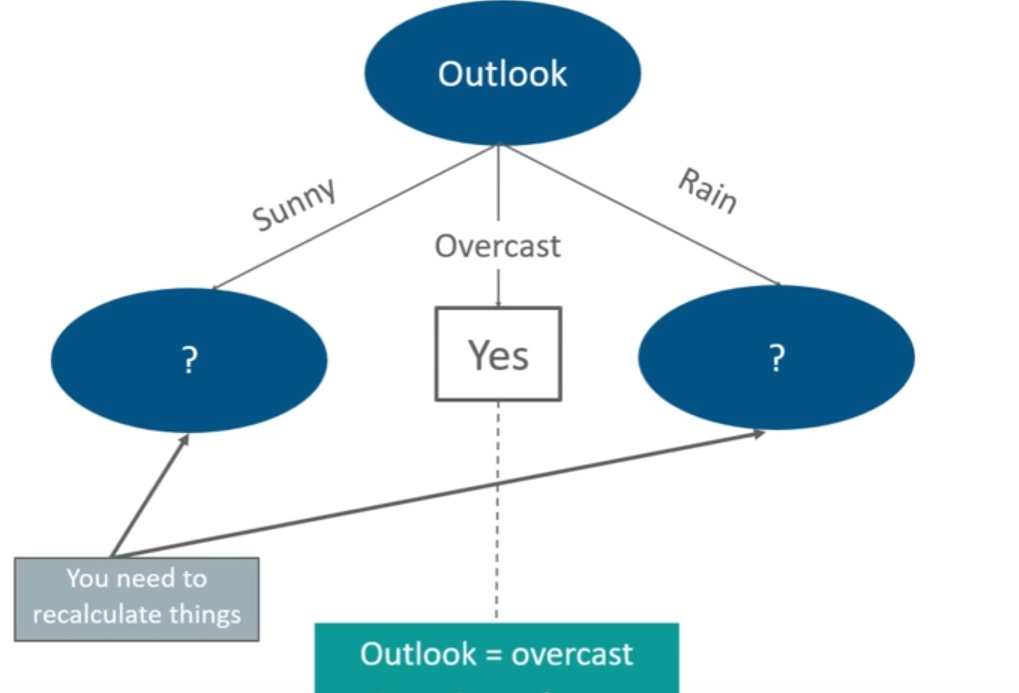 Outlook
Sunny
Rain
Overcast
?
Yes
?
You need to
recalculate things
Outlook = overcast